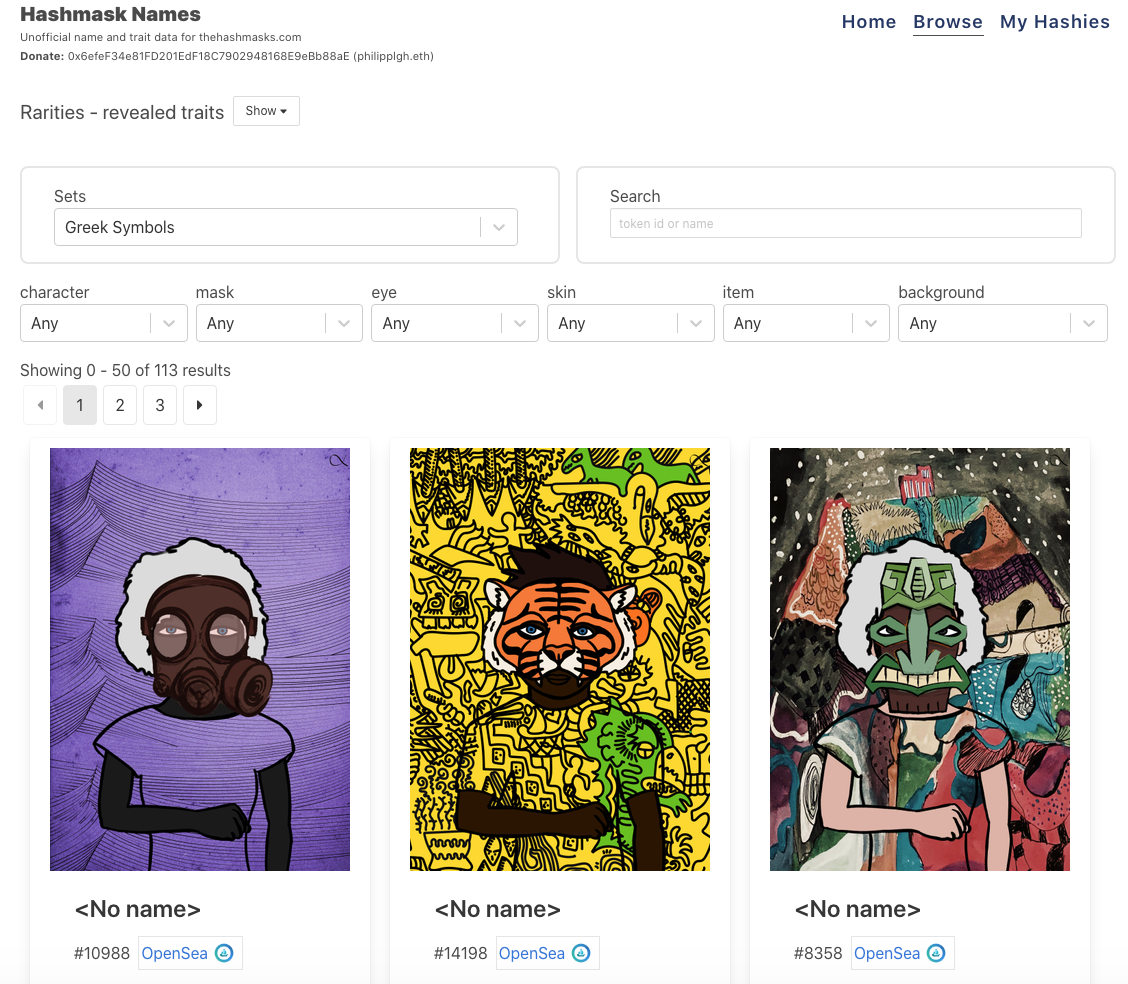 Hashmask Names
Unofficial name and trait data for thehashmasks.com
Donate: 0x6efeF34e81FD201EdF18C7902948168E9eBb88aE (philipplgh.eth)
Home Browse My Hashies
Rarities - revealed traits Show
Sets
Greek Symbols
Search
token id or name
character mask eye skin item background
Any Any Any Any Any Any
Showing 0 - 50 of 113 results
1 2 3
α
<No name> <No name> <No name>
#10988 OpenSea #14198 OpenSea #8358 OpenSea